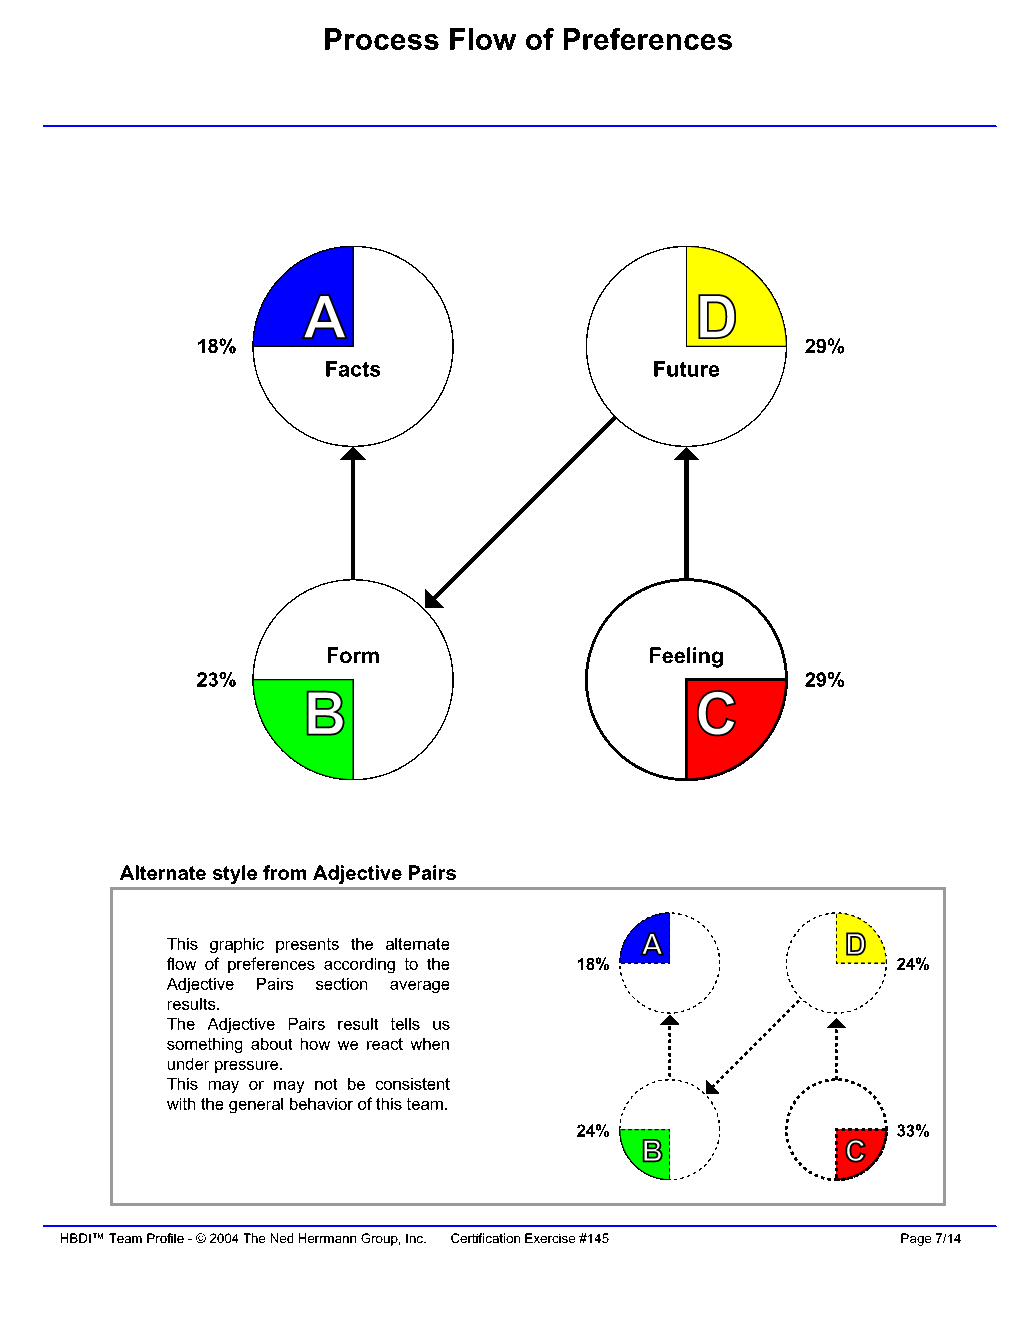 Process Flow of Preferences
A
D
18%
Facts
Future
29%
Form
Feeling
23%
B
C
29%
Alternate style from Adjective Pairs
This graphic presents the alternate
flow of preferences according to the
Adjective Pairs section average
results.
The Adjective Pairs result tells us
something about how we react when
under pressure.
This may or may not be consistent
with the general behavior of this team.
A
D
18%
24%
24%
B
C
33%
HBDI™ Team Profile - © 2004 The Ned Herrmann Group, Inc. Certification Exercise #145 Page 7/14